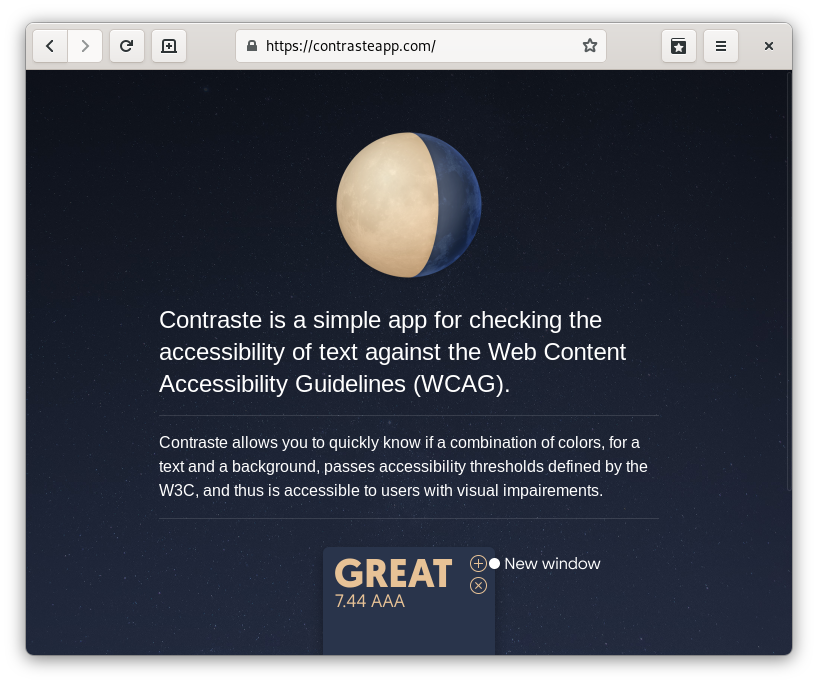 https://contrasteapp.com/
Contraste is a simple app for checking the
accessibility of text against the Web Content
Accessibility Guidelines (WCAG).
Contraste allows you to quickly know if a combination of colors, for a
text and a background, passes accessibility thresholds defined by the
W3C, and thus is accessible to users with visual impairements.
GREAT
New window
7.44 AAA